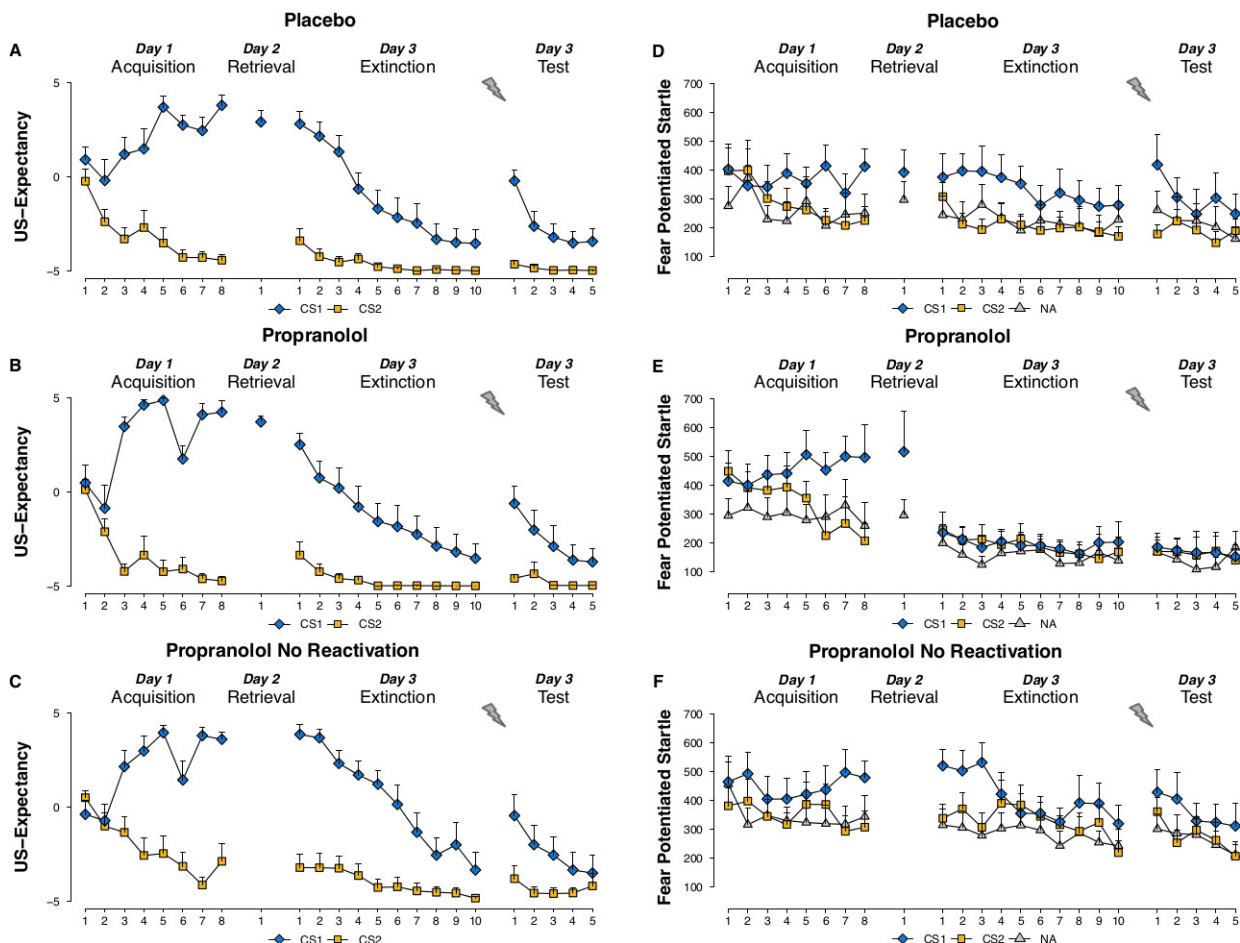 Placebo
A
Day 1
Acquisition
Day 2
Retrieval
Day 3
Extinction
Day 3
Test
US−Expectancy
5
0
−5
1 2 3 4 5 6 7 8 1 1 2 3 4 5 6 7 8 9 10 1 2 3 4 5
CS1 CS2
Propranolol
B
Day 1
Acquisition
Day 2
Retrieval
Day 3
Extinction
Day 3
Test
US−Expectancy
5
0
−5
1 2 3 4 5 6 7 8 1 1 2 3 4 5 6 7 8 9 10 1 2 3 4 5
CS1 CS2
Propranolol No Reactivation
C
Day 1
Acquisition
Day 2
Retrieval
Day 3
Extinction
Day 3
Test
US−Expectancy
5
0
−5
1 2 3 4 5 6 7 8 1 1 2 3 4 5 6 7 8 9 10 1 2 3 4 5
CS1 CS2
Placebo
D
Day 1
Acquisition
Day 2
Retrieval
Day 3
Extinction
Day 3
Test
Fear Potentiated Startle
700
600
500
400
300
200
100
1 2 3 4 5 6 7 8 1 1 2 3 4 5 6 7 8 9 10 1 2 3 4 5
CS1 CS2 NA
Propranolol
E
Day 1
Acquisition
Day 2
Retrieval
Day 3
Extinction
Day 3
Test
Fear Potentiated Startle
700
600
500
400
300
200
100
1 2 3 4 5 6 7 8 1 1 2 3 4 5 6 7 8 9 10 1 2 3 4 5
CS1 CS2 NA
Propranolol No Reactivation
F
Day 1
Acquisition
Day 2
Retrieval
Day 3
Extinction
Day 3
Test
Fear Potentiated Startle
700
600
500
400
300
200
100
1 2 3 4 5 6 7 8 1 1 2 3 4 5 6 7 8 9 10 1 2 3 4 5
CS1 CS2 NA